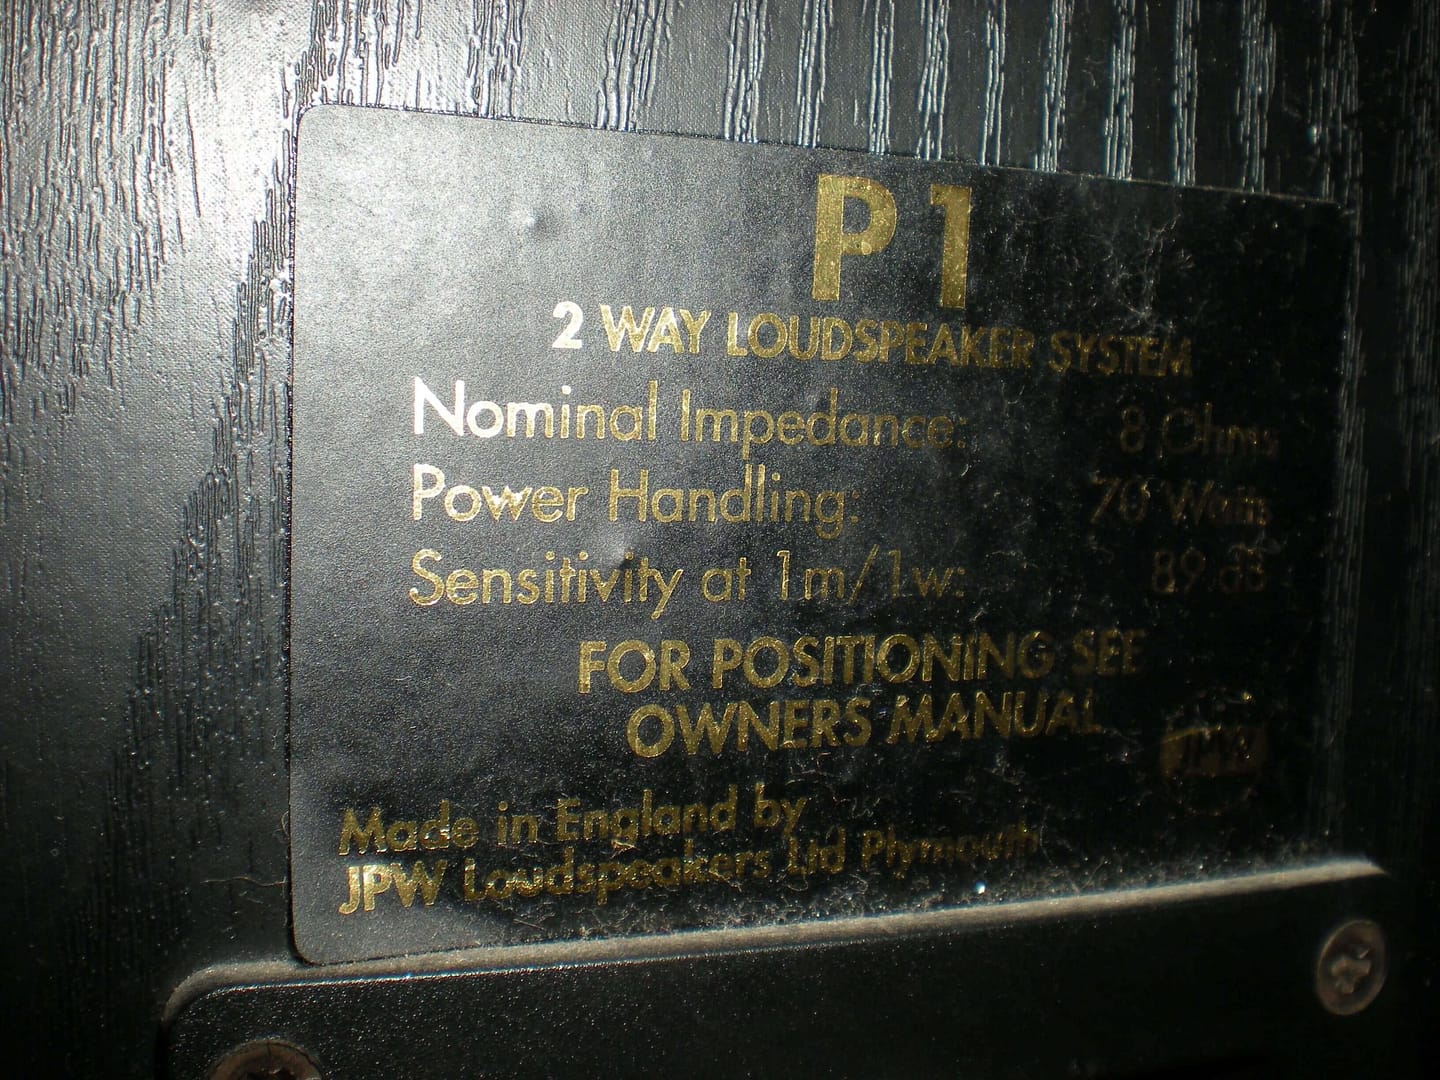 P1
2 WAY LOUDSPEAKER SYSTEM
Nominal Impedance: 8 Ohms
Power Handling: 70 Watts
Sensitivity at 1m/1w: 89 dB
FOR POSITIONING SEE
OWNERS MANUAL
Made in England by
JPW Loudspeakers Ltd Plymouth